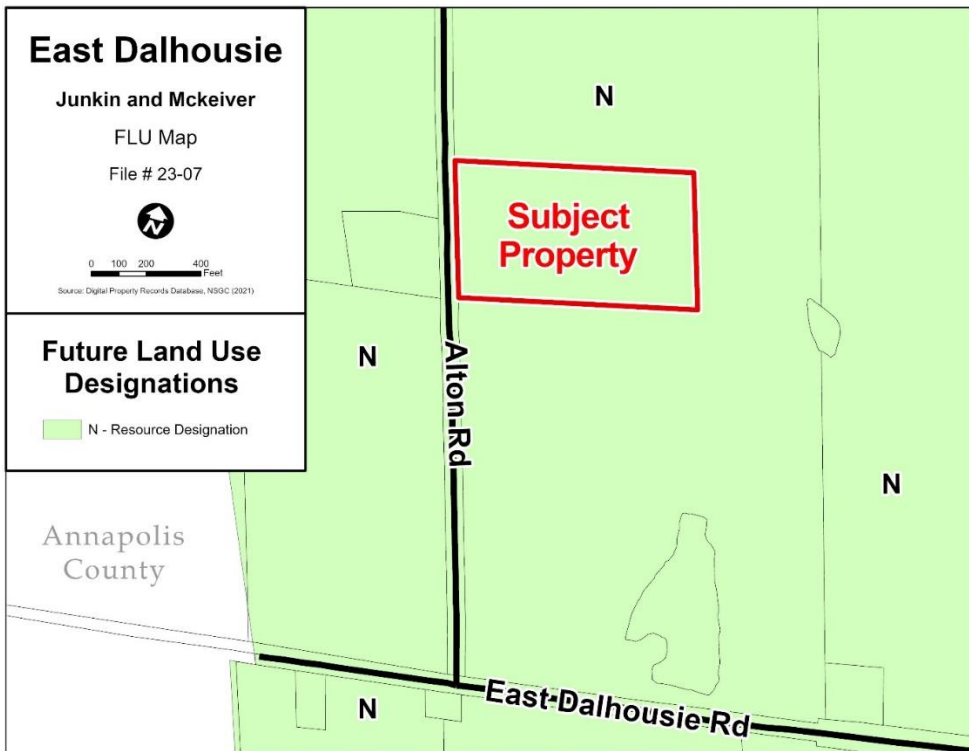 East Dalhousie
Junkin and Mckeiver
FLU Map
File # 23-07
N
0 100 200 400
Feet
Source: Digital Property Records Database, NSGC (2021)
Future Land Use
Designations
N - Resource Designation
N
Subject
Property
N
Alton Rd
N
Annapolis
County
East Dalhousie Rd
N